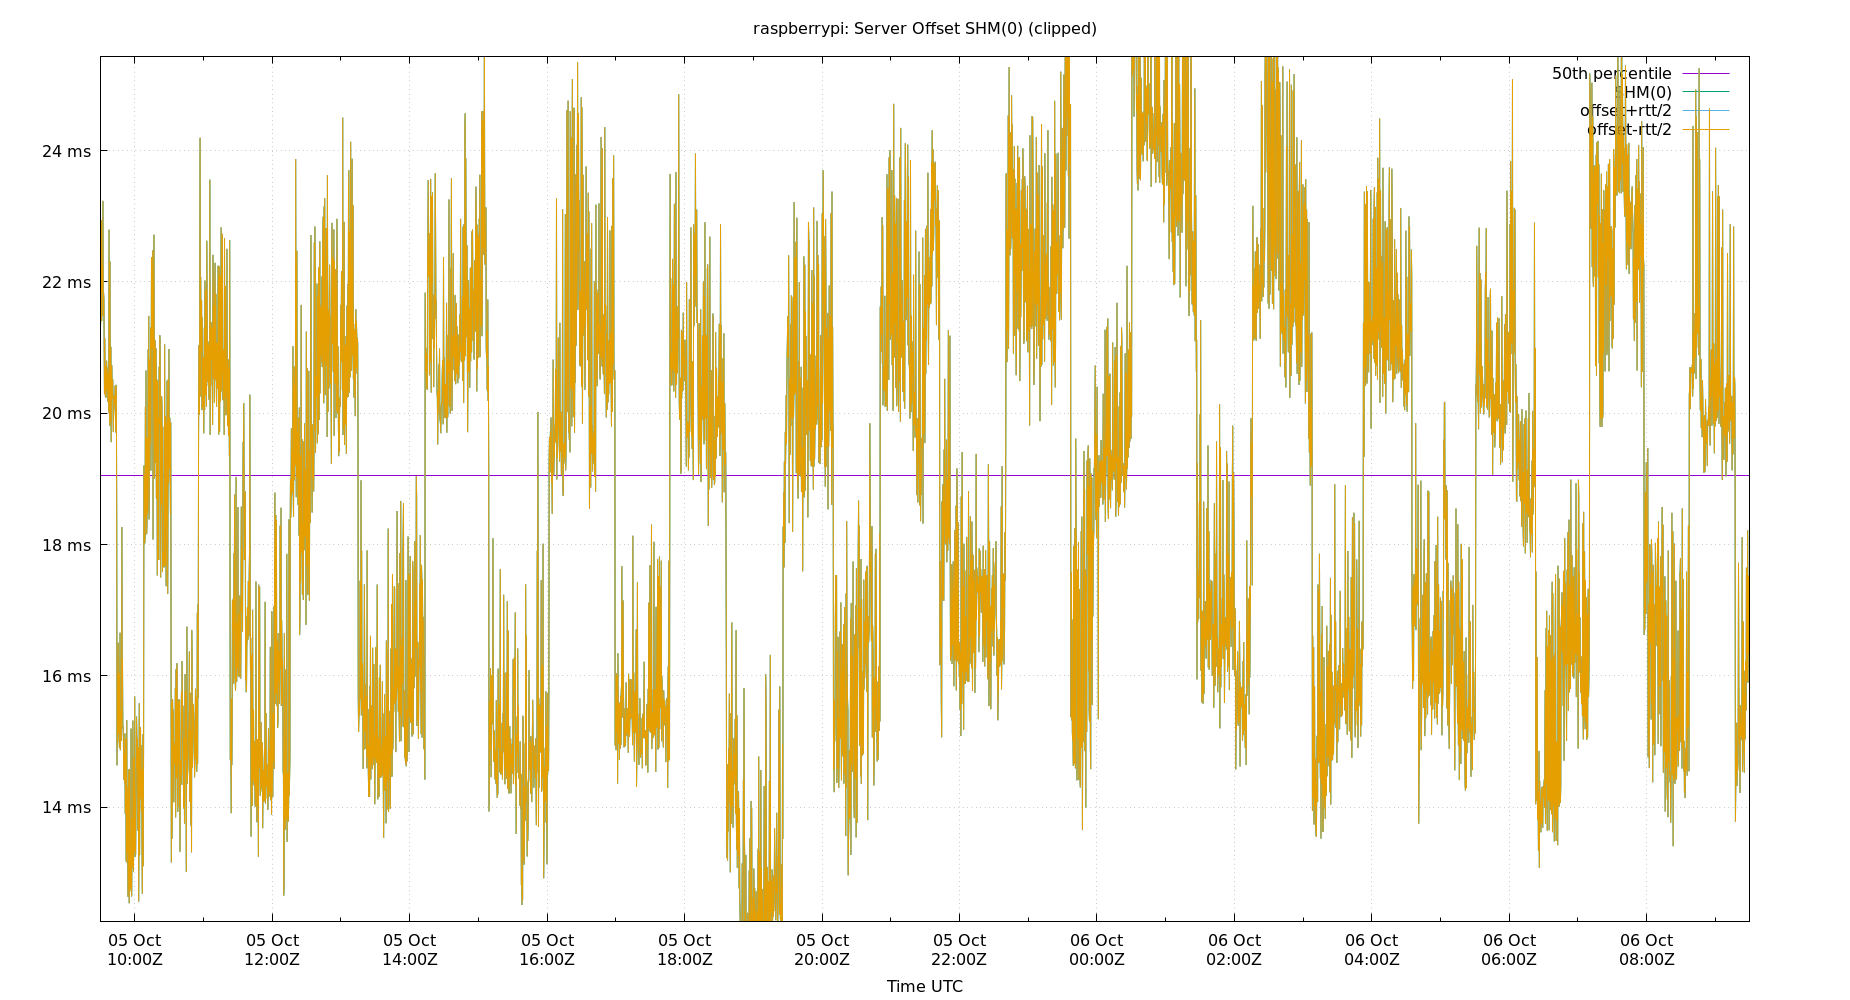 raspberrypi: Server Offset SHM(0) (clipped)
50th percentile
SHM(0)
offset+rtt/2
offset-rtt/2
24 ms
22 ms
20 ms
18 ms
16 ms
14 ms
05 Oct 05 Oct 05 Oct 05 Oct 05 Oct 05 Oct 05 Oct 06 Oct 06 Oct 06 Oct 06 Oct 06 Oct
10:00Z 12:00Z 14:00Z 16:00Z 18:00Z 20:00Z 22:00Z 00:00Z 02:00Z 04:00Z 06:00Z 08:00Z
Time UTC